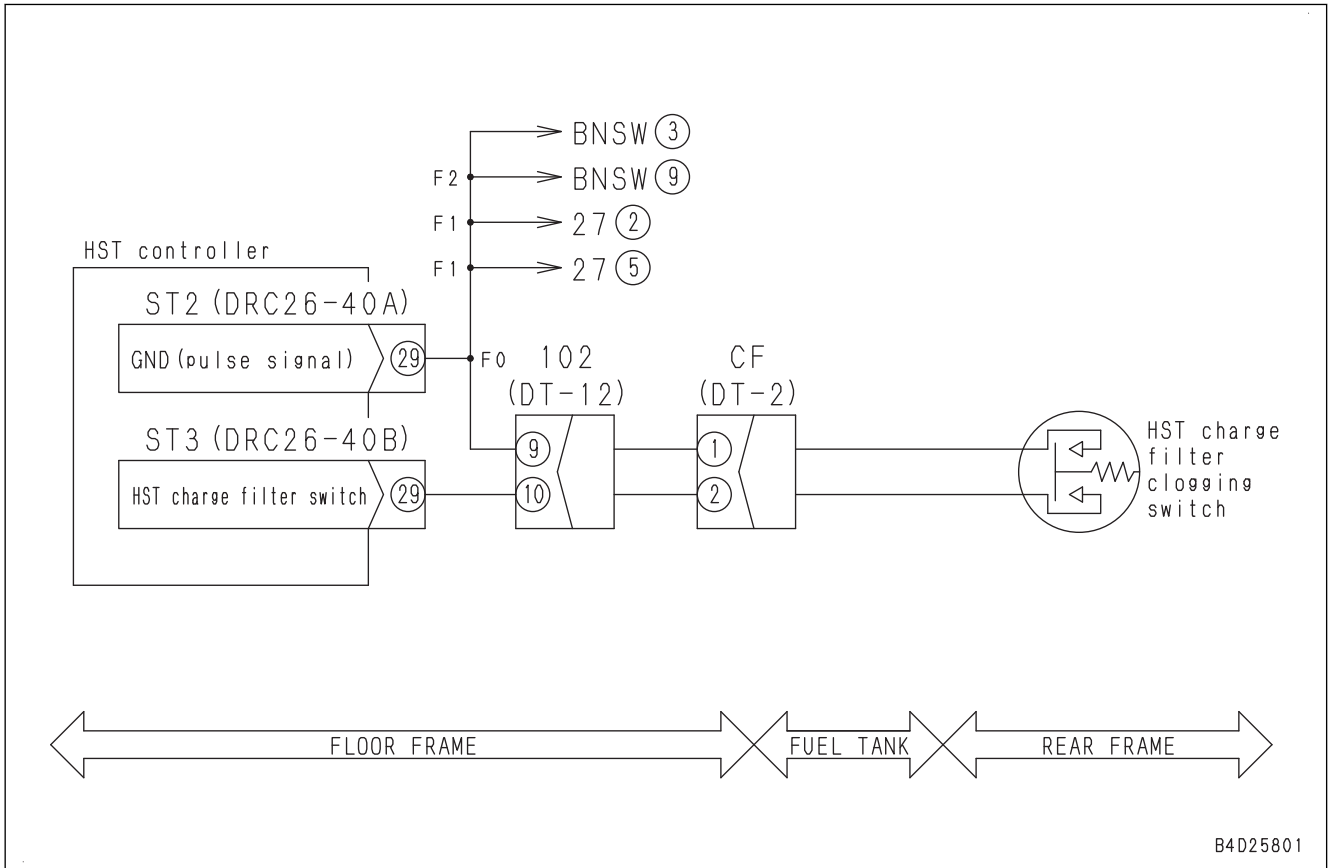 BNSW ③
F2 BNSW ⑨
F1 27 ②
F1 27 ⑤
HST controller
ST2 (DRC26-40A)
GND (pulse signal) ㉙
F0
102
(DT-12)
CF
(DT-2)
ST3 (DRC26-40B)
HST charge filter switch ㉙
⑨
⑩
①
②
HST charge
filter
clogging
switch
FLOOR FRAME
FUEL TANK
REAR FRAME
B4D25801